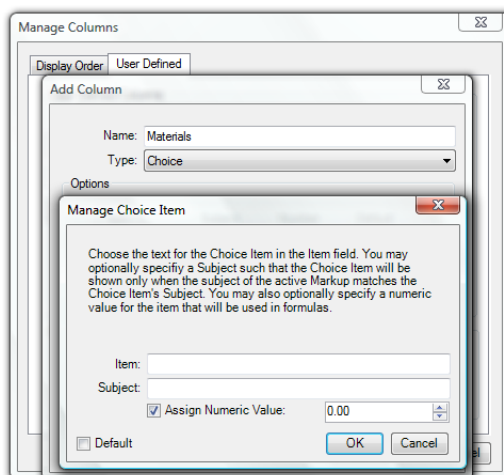 Manage Columns
Display Order User Defined
Add Column
Name: Materials
Type: Choice
Options
Manage Choice Item
Choose the text for the Choice Item in the Item field. You may
optionally specifiy a Subject such that the Choice Item will be
shown only when the subject of the active Markup matches the
Choice Item's Subject. You may also optionally specify a numeric
value for the item that will be used in formulas.
Item:
Subject:
Assign Numeric Value: 0.00
Default OK Cancel